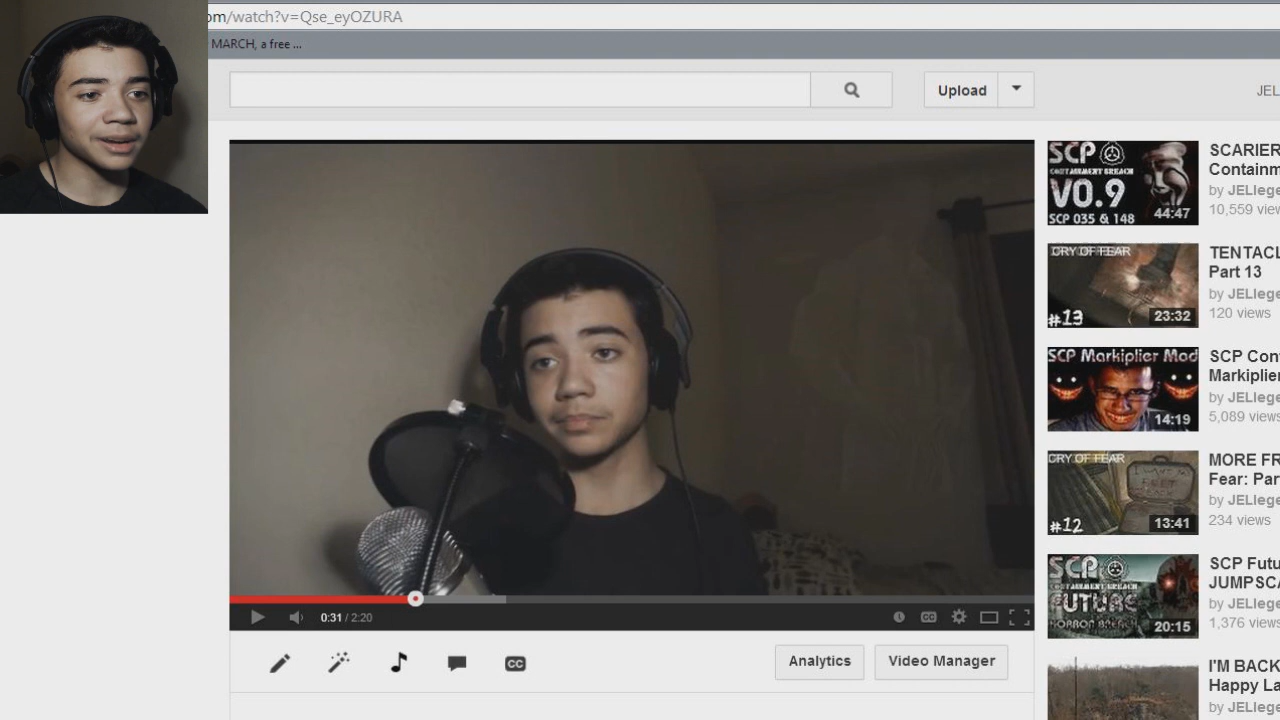 om/watch?v=Qse_eyOZURA
MARCH, a free ...
Upload
JEL
SCP
CONTAINMENT BREACH
V0.9
SCP 035 & 148
44:47
SCARIER
Containm
by JELlege
10,559 view
CRY OF FEAR
#13
23:32
TENTACL
Part 13
by JELlege
120 views
SCP Markiplier Mod
14:19
SCP Con
Markiplier
by JELlege
5,089 views
CRY OF FEAR
#12
13:41
MORE FR
Fear: Par
by JELlege
234 views
SCP
CONTAINMENT BREACH
FUTURE
HORROR BREACH
20:15
SCP Futu
JUMPSCA
by JELlege
1,376 views
I'M BACK
Happy La
by JELlege
0:31 / 2:20
CC
Analytics
Video Manager